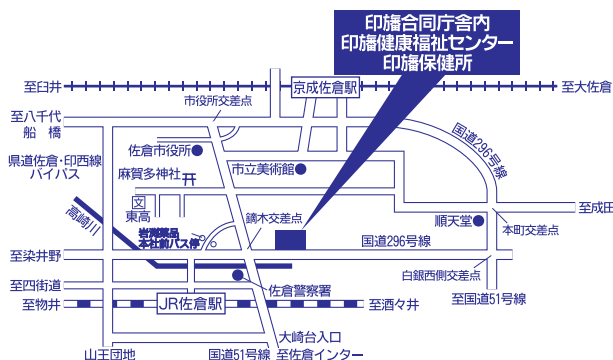 印旛合同庁舎内
印旛健康福祉センター
印旛保健所
至臼井
京成佐倉駅
至大佐倉
市役所交差点
至八千代
船橋
国道296号線
佐倉市役所
県道佐倉・印西線
バイパス
麻賀多神社
市立美術館
文
東高
高崎川
岩渕薬品
本社前バス停
鏑木交差点
順天堂
至成田
本町交差点
至染井野
国道296号線
白銀西側交差点
至四街道
佐倉警察署
至国道51号線
至物井
JR佐倉駅
至酒々井
大崎台入口
山王団地
国道51号線
至佐倉インター